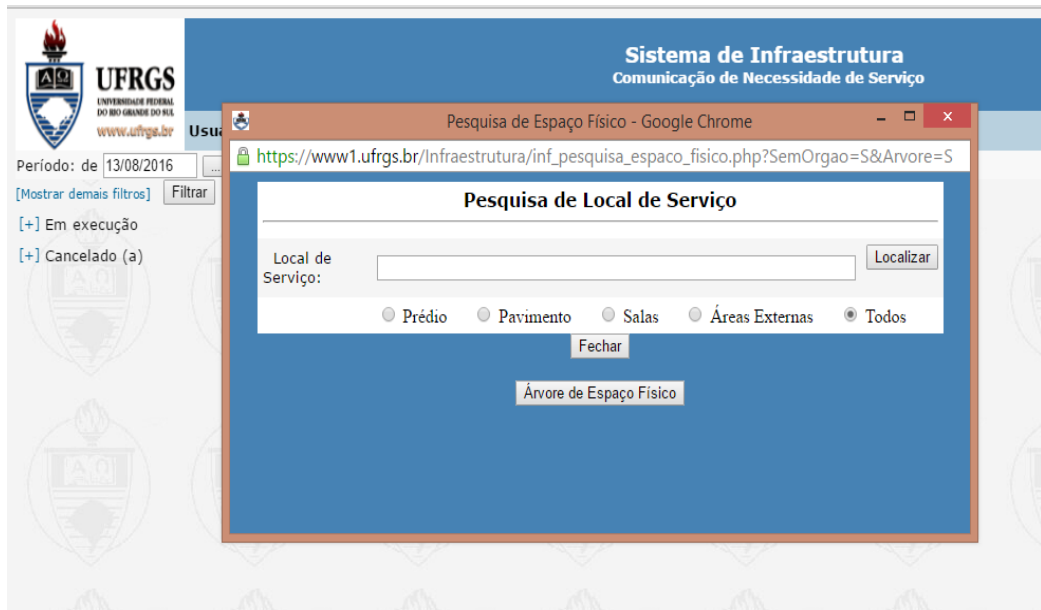 UFRGS
UNIVERSIDADE FEDERAL
DO RIO GRANDE DO SUL
www.ufrgs.br
Sistema de Infraestrutura
Comunicação de Necessidade de Serviço
Pesquisa de Espaço Físico - Google Chrome
https://www1.ufrgs.br/Infraestrutura/inf_pesquisa_espaco_fisico.php?SemOrgao=S&Arvore=S
Período: de 13/08/2016 ...
[Mostrar demais filtros] Filtrar
[+] Em execução
[+] Cancelado (a)
Pesquisa de Local de Serviço
Local de
Serviço:
Localizar
Prédio Pavimento Salas Áreas Externas Todos
Fechar
Árvore de Espaço Físico